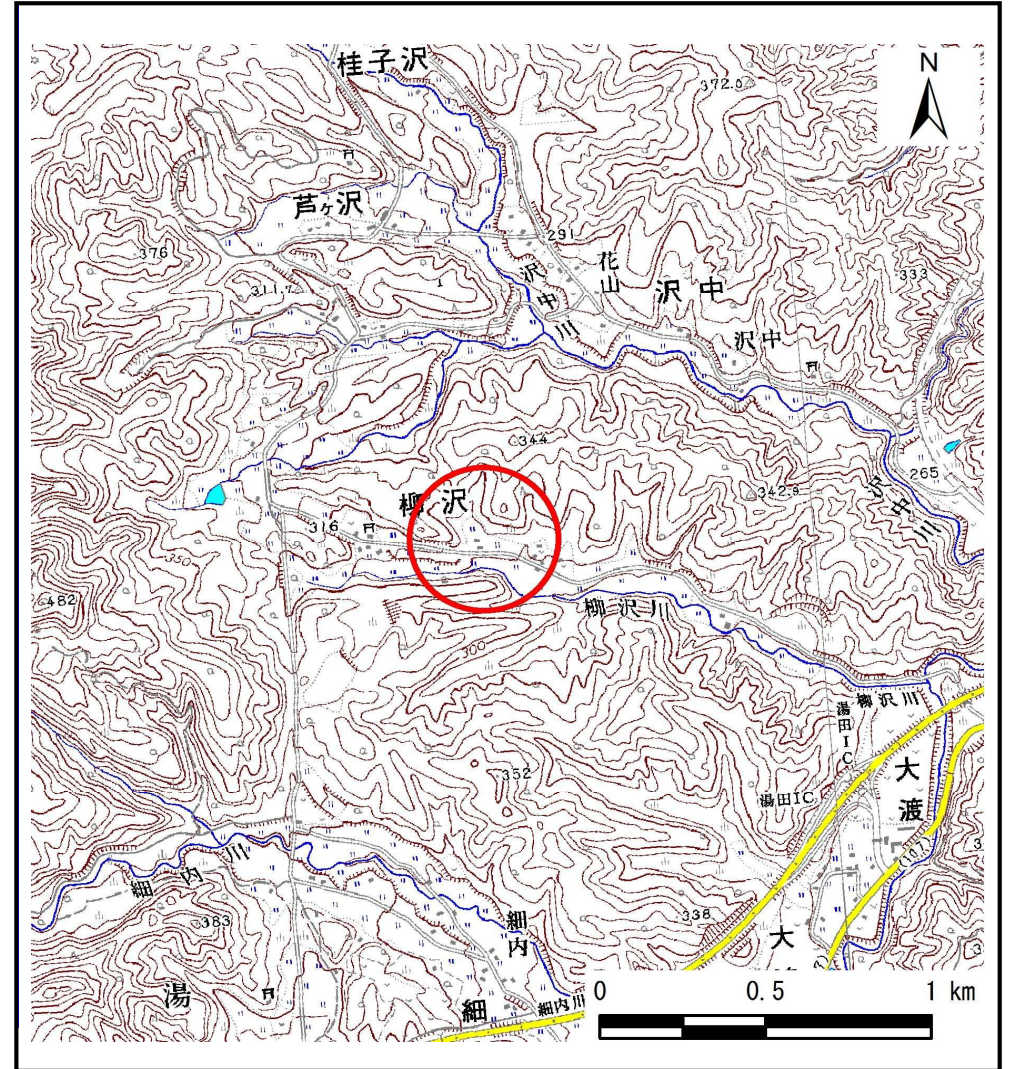 桂子沢
372.5
N
芦ヶ沢
291
花山
沢中
376
沢中川
333
311.7
沢中
344
265
342.9
沢中川
柳沢
316
482
柳沢川
300
柳沢川
湯田IC
352
湯田IC
大渡
細内川
383
細内
338
大
湯
細
細内川
0 0.5 1 km